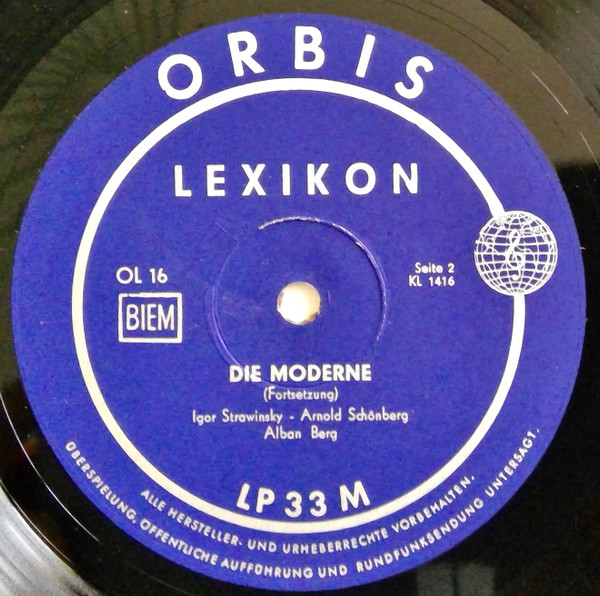 ORBIS
LEXIKON
OL 16
BIEM
Seite 2
KL 1416
DIE MODERNE
(Fortsetzung)
Igor Strawinsky - Arnold Schönberg
Alban Berg
LP 33 M
ALLE HERSTELLER- UND URHEBERRECHTE VORBEHALTEN.
ÜBERSPIELUNG, ÖFFENTLICHE AUFFÜHRUNG UND RUNDFUNKSENDUNG UNTERSAGT.